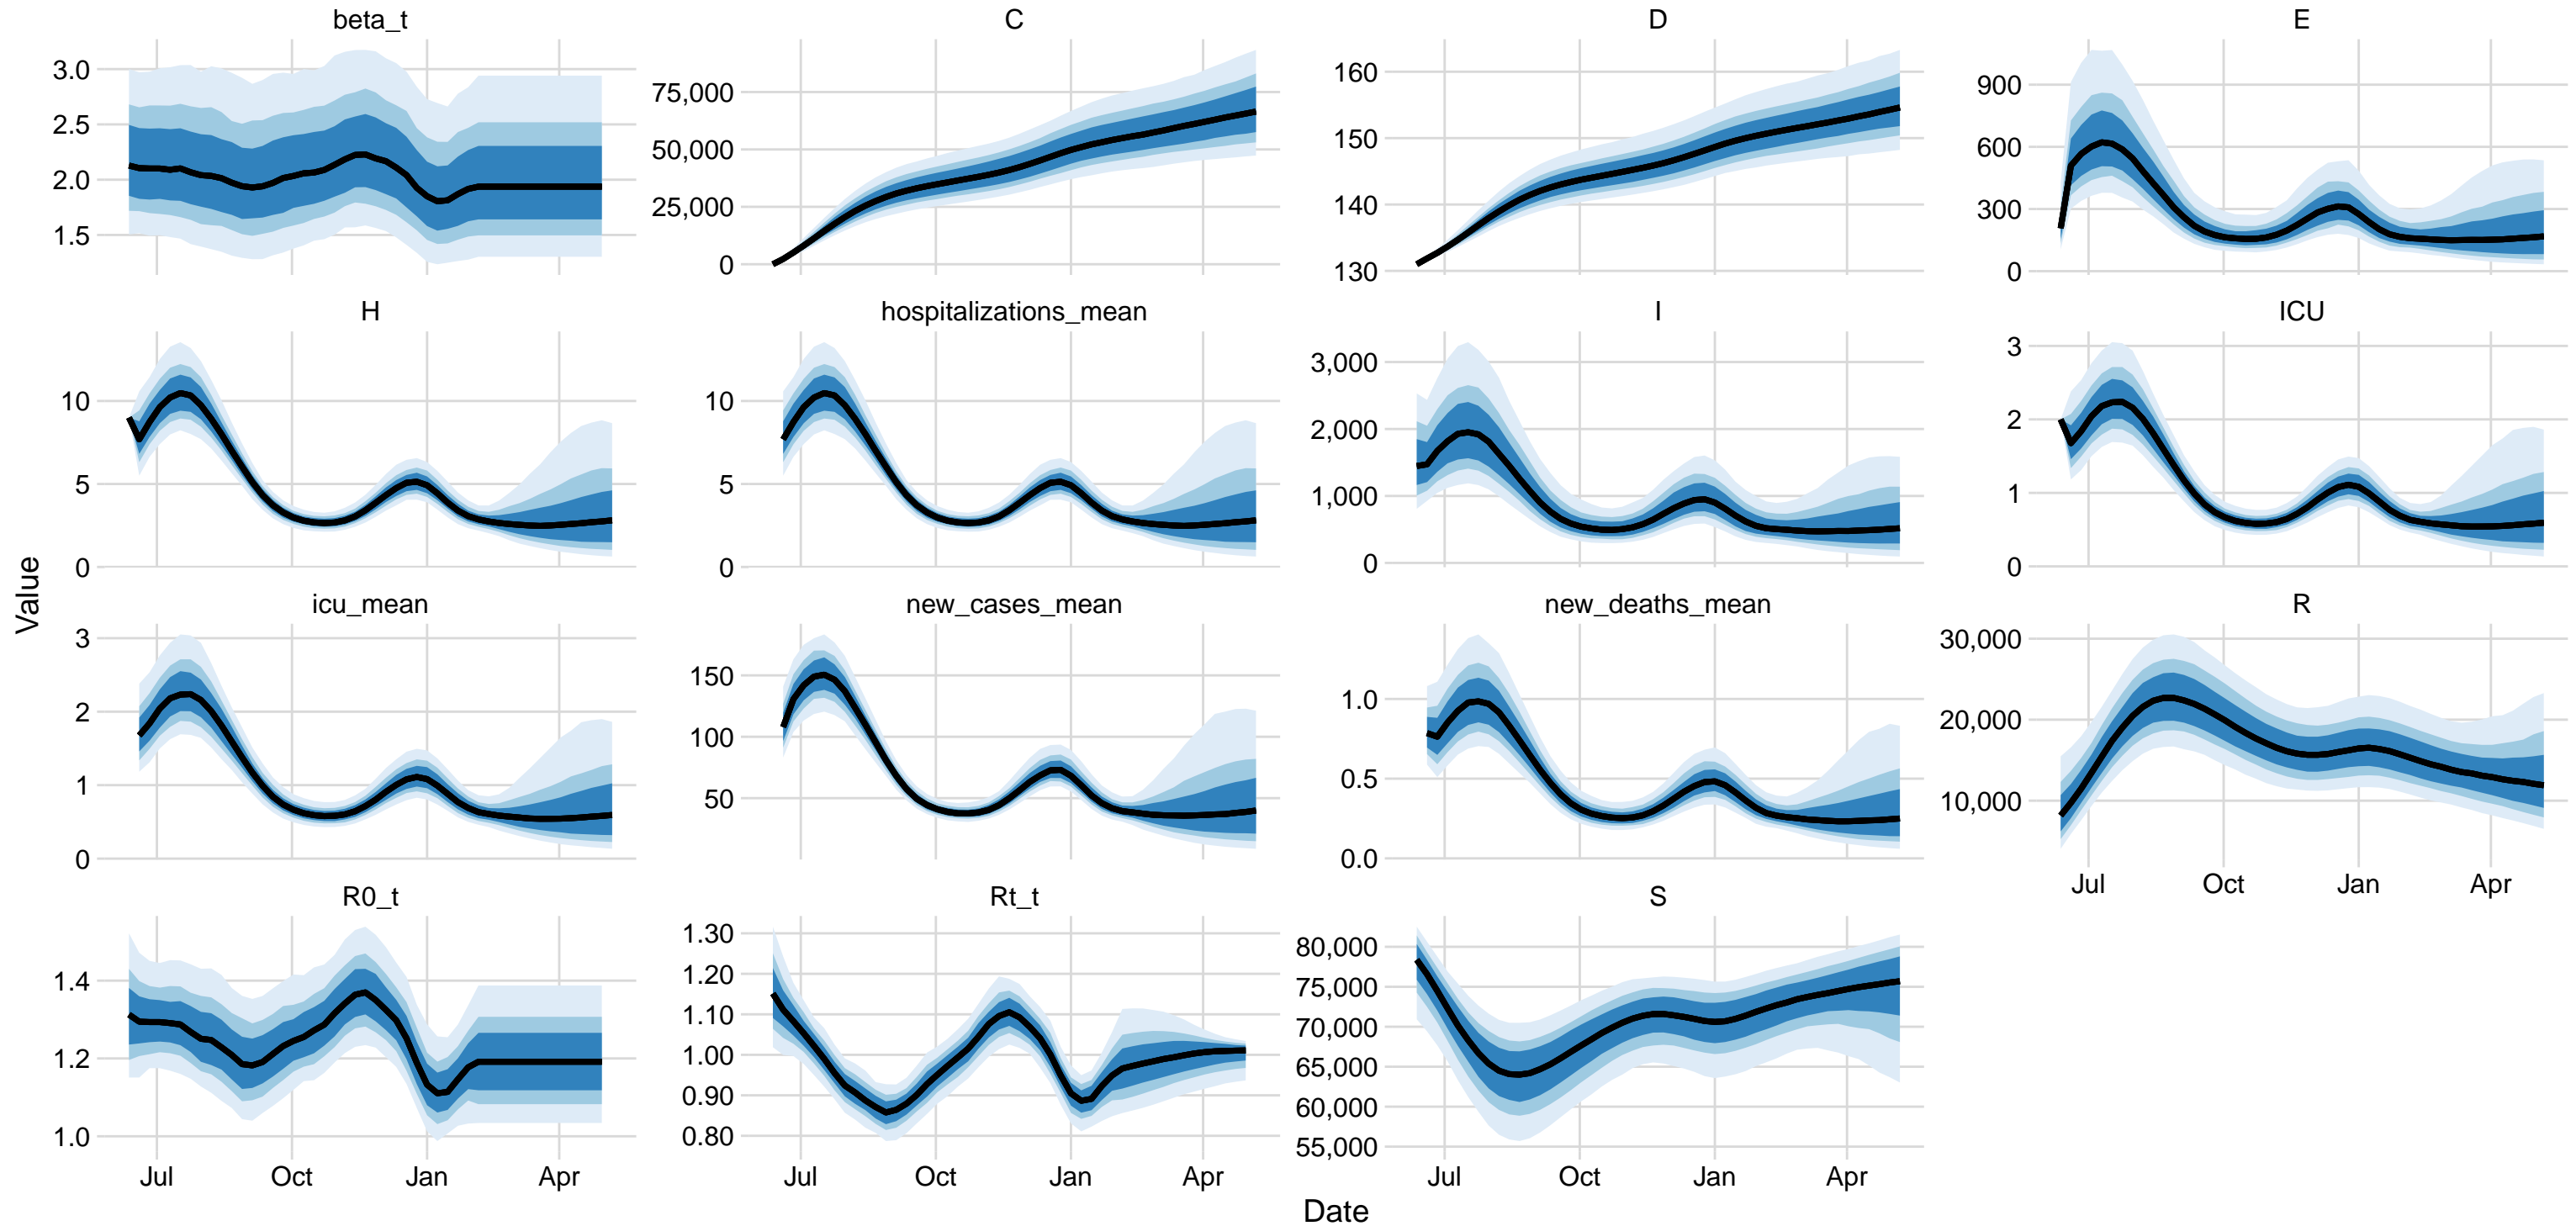 beta_t
C
D
E
3.0
2.5
2.0
1.5
75,000
50,000
25,000
0
160
150
140
130
900
600
300
0
H
hospitalizations_mean
I
ICU
10
5
0
10
5
0
3,000
2,000
1,000
0
3
2
1
0
icu_mean
new_cases_mean
new_deaths_mean
R
3
2
1
0
150
100
50
1.0
0.5
0.0
30,000
20,000
10,000
Jul
Oct
Jan
Apr
R0_t
Rt_t
S
1.4
1.2
1.0
1.30
1.20
1.10
1.00
0.90
0.80
80,000
75,000
70,000
65,000
60,000
55,000
Jul
Oct
Jan
Apr
Jul
Oct
Jan
Apr
Jul
Oct
Jan
Apr
Value
Date